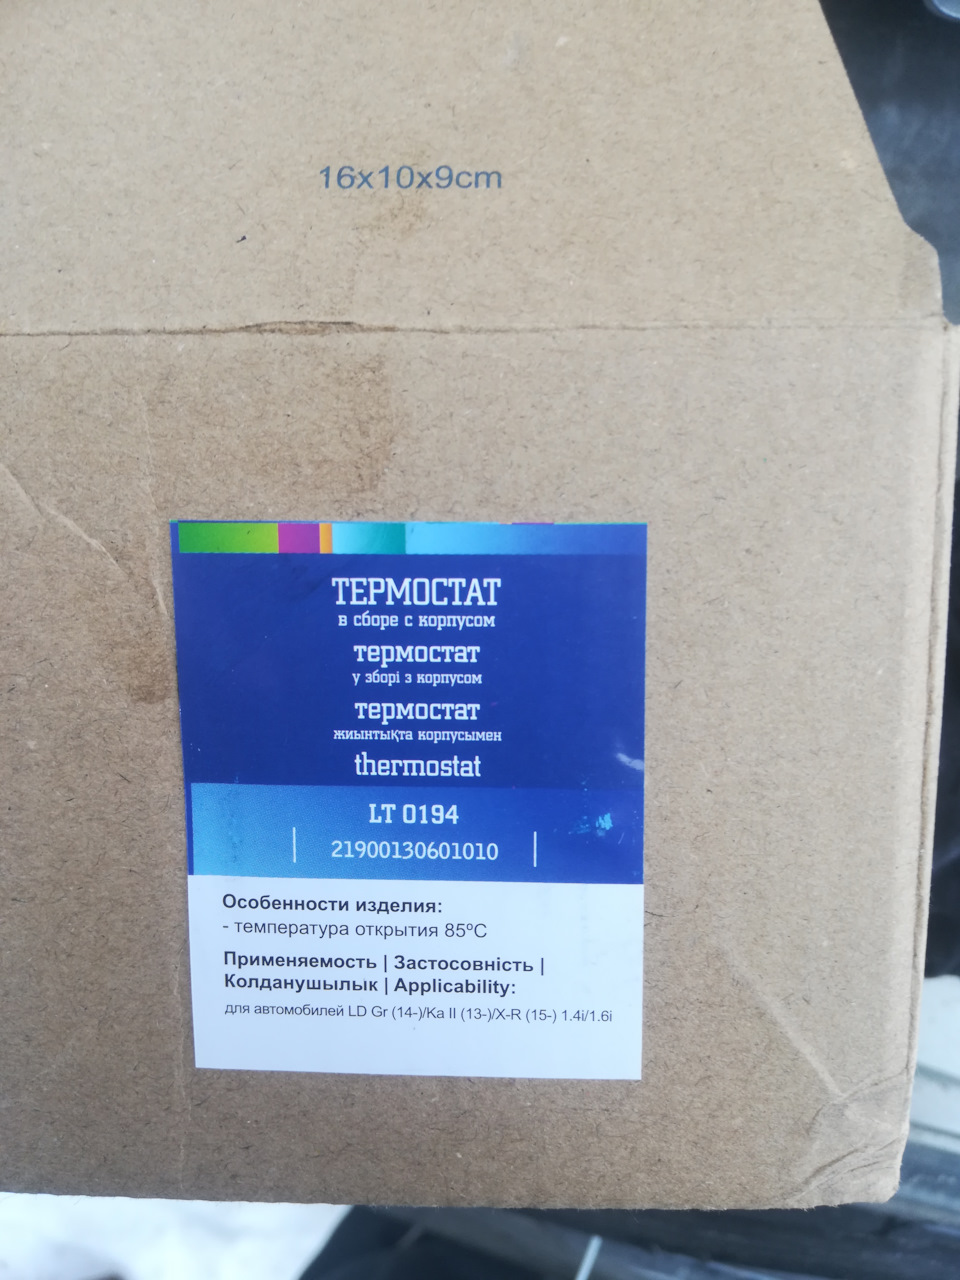 16x10x9cm
ТЕРМОСТАТ
в сборе с корпусом
термостат
у зборі з корпусом
термостат
жиынтықта корпусымен
thermostat
LT 0194
21900130601010
Особенности изделия:
- температура открытия 85ºC
Применяемость | Застосовність |
Колданушылык | Applicability:
для автомобилей LD Gr (14-)/Ka II (13-)/X-R (15-) 1.4i/1.6i